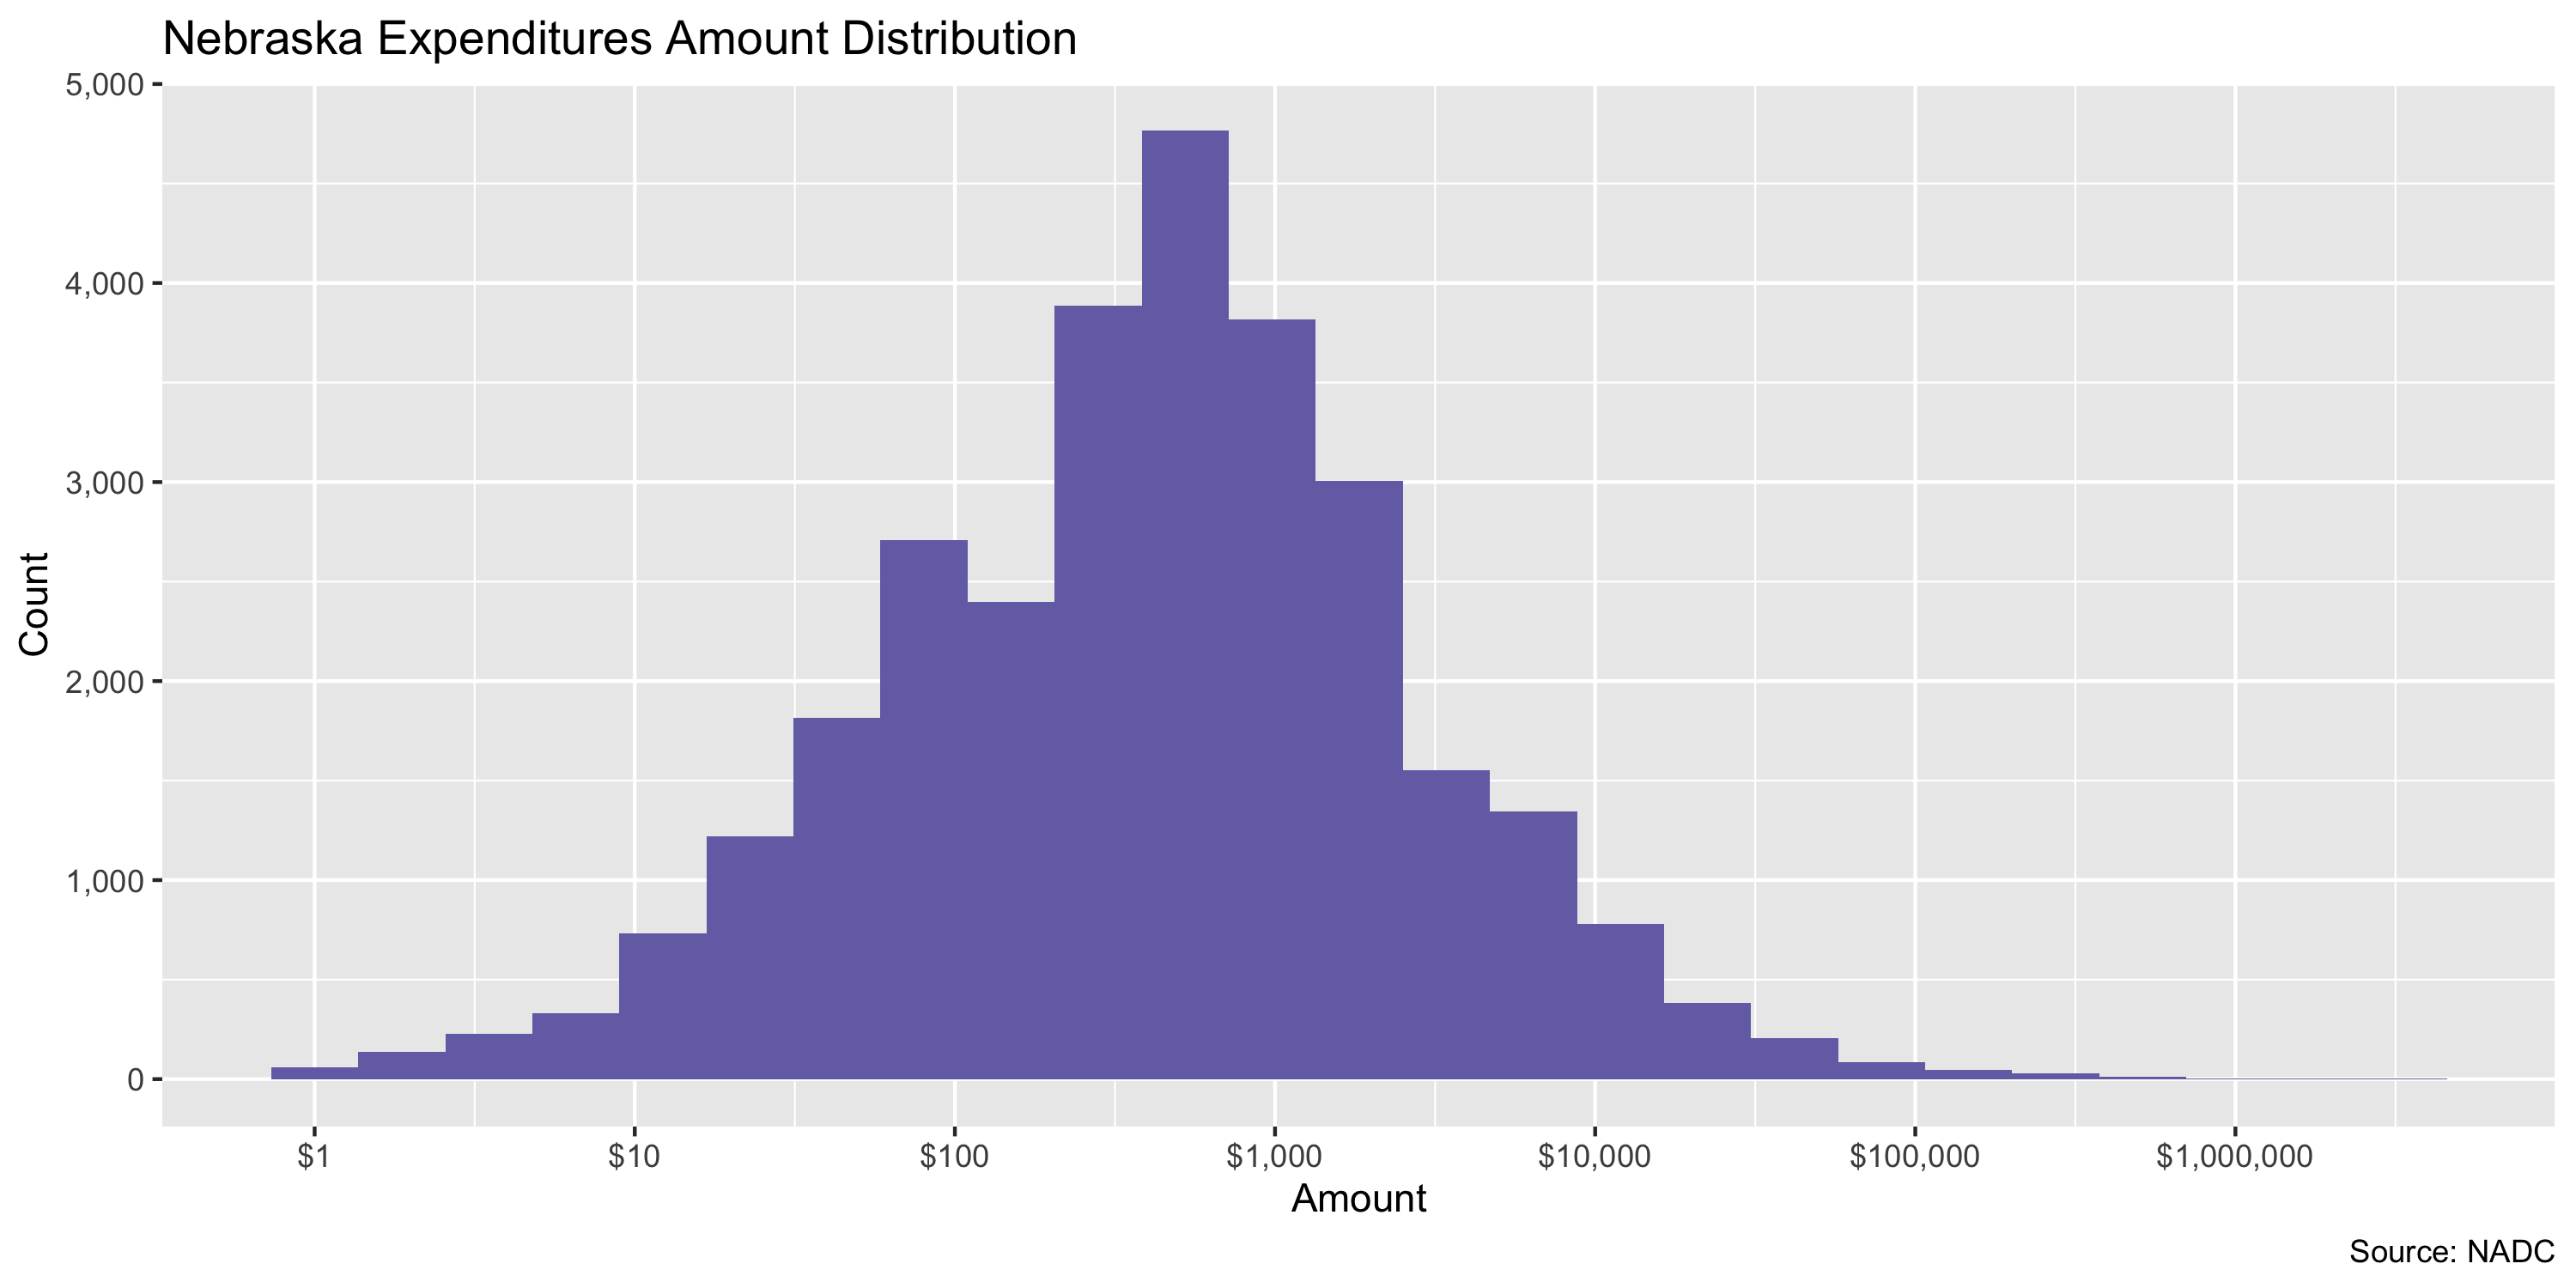 Nebraska Expenditures Amount Distribution
5,000
4,000
3,000
2,000
1,000
0
Count
$1 $10 $100 $1,000 $10,000 $100,000 $1,000,000
Amount
Source: NADC